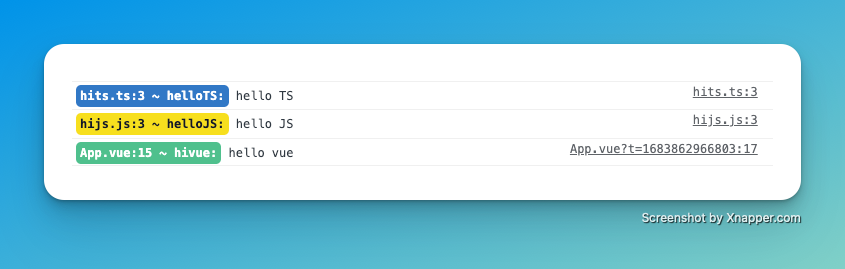 hits.ts:3 ~ helloTS: hello TS hits.ts:3
hijs.js:3 ~ helloJS: hello JS hijs.js:3
App.vue:15 ~ hivue: hello vue App.vue?t=1683862966803:17
Screenshot by Xnapper.com